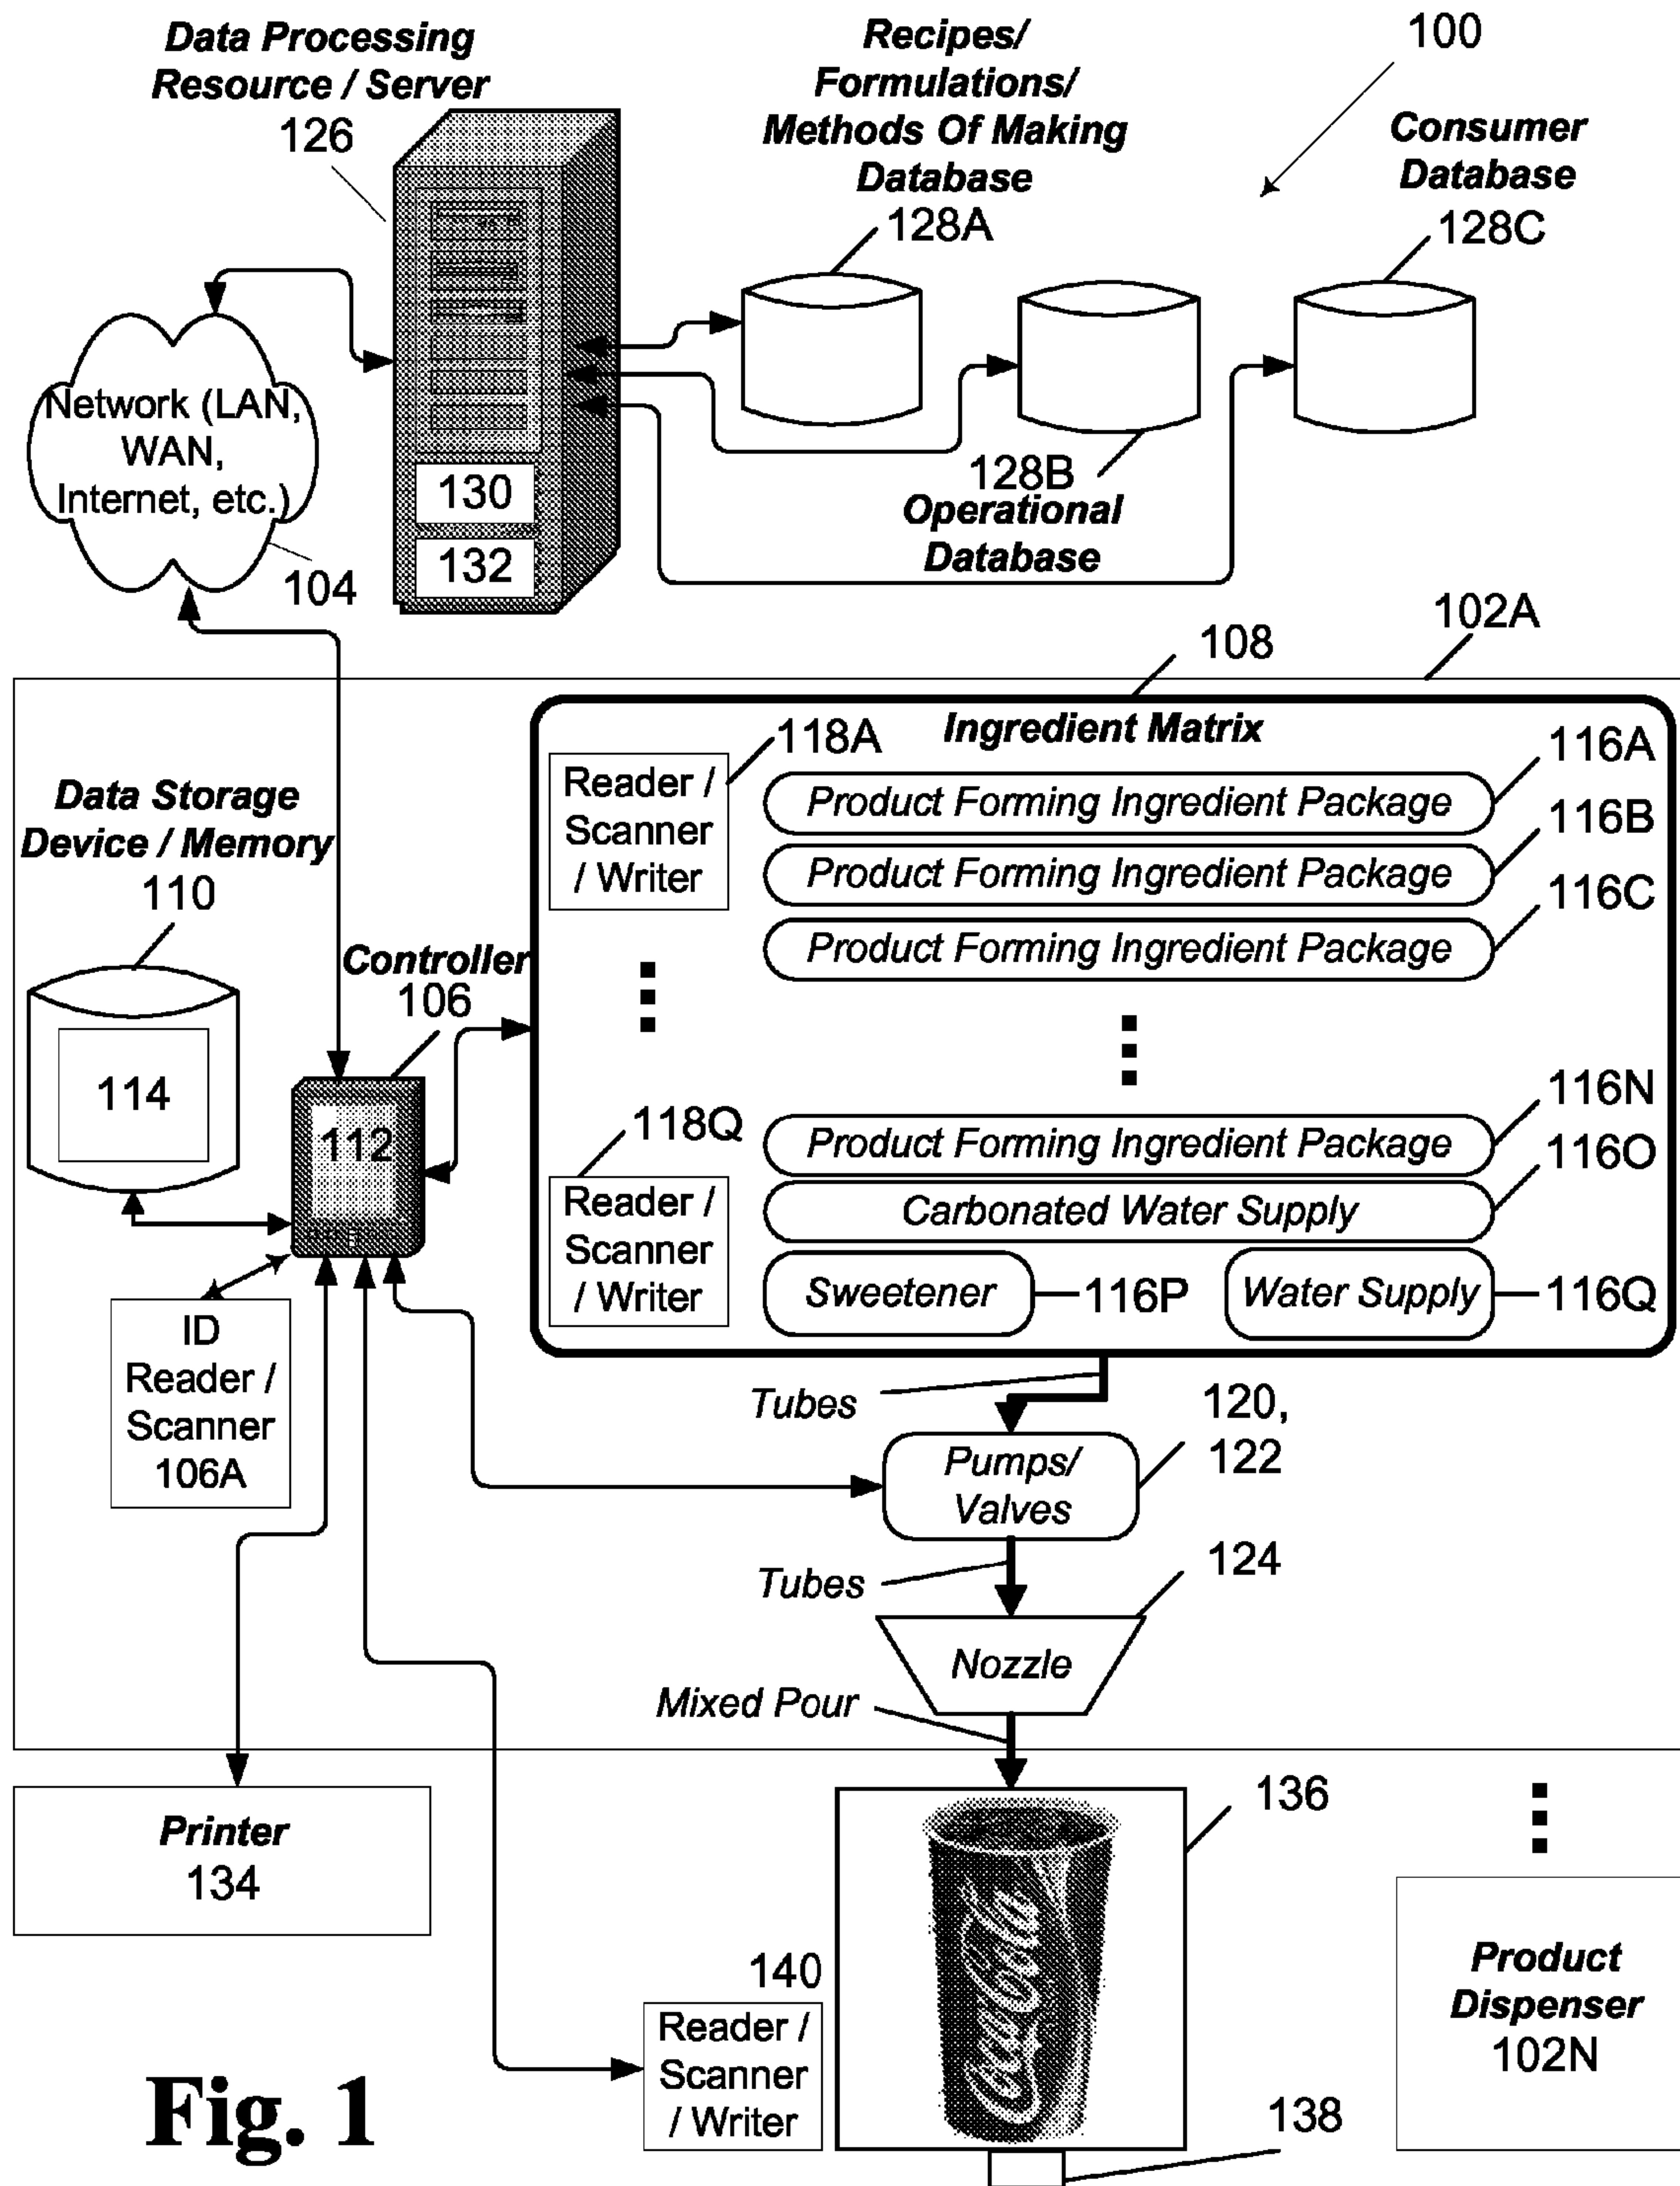 Data Processing
Resource / Server
126
Recipes/
Formulations/
Methods Of Making
Database
128A
100
Consumer
Database
128C
Network (LAN,
WAN,
Internet, etc.)
104
130
132
128B
Operational
Database
102A
108
Ingredient Matrix
118A
Reader /
Scanner
/ Writer
Product Forming Ingredient Package
116A
Product Forming Ingredient Package
116B
Product Forming Ingredient Package
116C
Data Storage
Device / Memory
110
114
Controller
106
112
118Q
Reader /
Scanner
/ Writer
Product Forming Ingredient Package
116N
Carbonated Water Supply
116O
Sweetener
116P
Water Supply
116Q
ID
Reader /
Scanner
106A
Tubes
Pumps/
Valves
120,
122
Tubes
124
Nozzle
Mixed Pour
Printer
134
136
Coca-Cola
140
Reader /
Scanner
/ Writer
138
Product
Dispenser
102N
Fig. 1